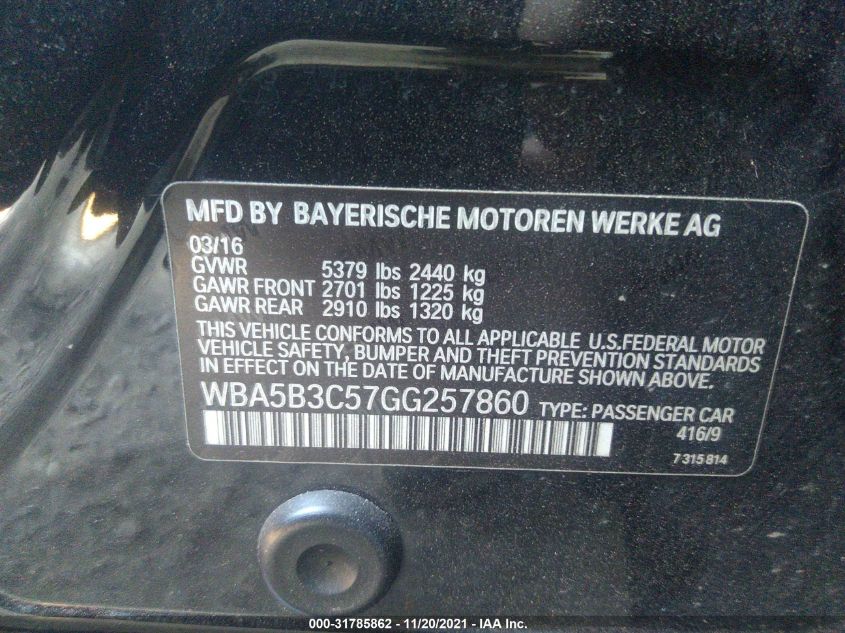 MFD BY BAYERISCHE MOTOREN WERKE AG
03/16
GVWR 5379 lbs 2440 kg
GAWR FRONT 2701 lbs 1225 kg
GAWR REAR 2910 lbs 1320 kg
THIS VEHICLE CONFORMS TO ALL APPLICABLE U.S.FEDERAL MOTOR
VEHICLE SAFETY, BUMPER AND THEFT PREVENTION STANDARDS
IN EFFECT ON THE DATE OF MANUFACTURE SHOWN ABOVE.
WBA5B3C57GG257860 TYPE: PASSENGER CAR
416/9
7 315 814
000-31785862 - 11/20/2021 - IAA Inc.